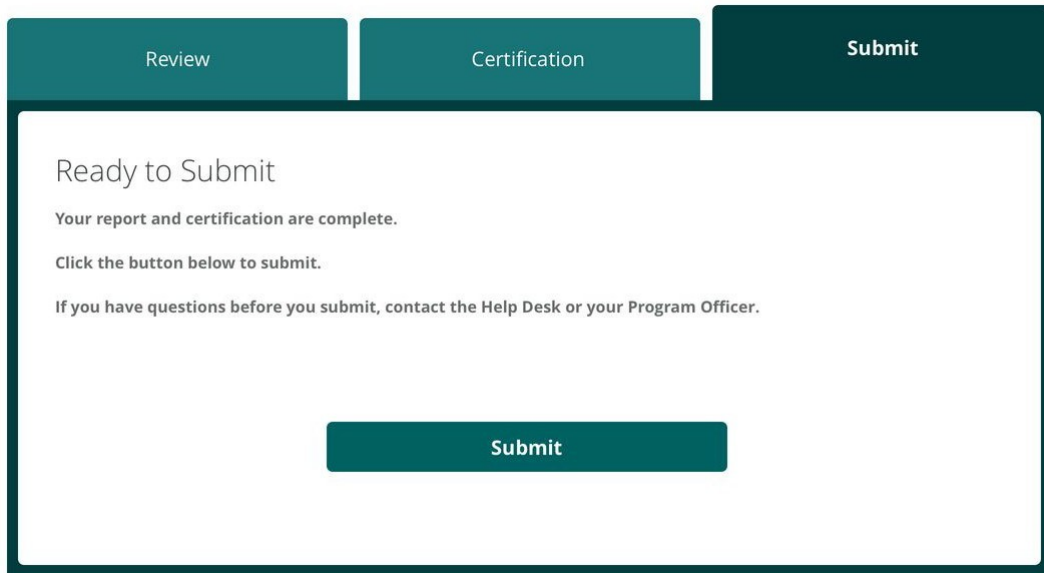 Review
Certification
Submit
Ready to Submit
Your report and certification are complete.
Click the button below to submit.
If you have questions before you submit, contact the Help Desk or your Program Officer.
Submit